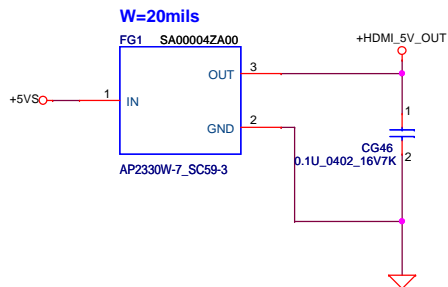 W=20mils
FG1 SA00004ZA00
+HDMI_5V_OUT
OUT 3
+5VS 1 IN
GND 2
1
CG46
0.1U_0402_16V7K 2
AP2330W-7_SC59-3